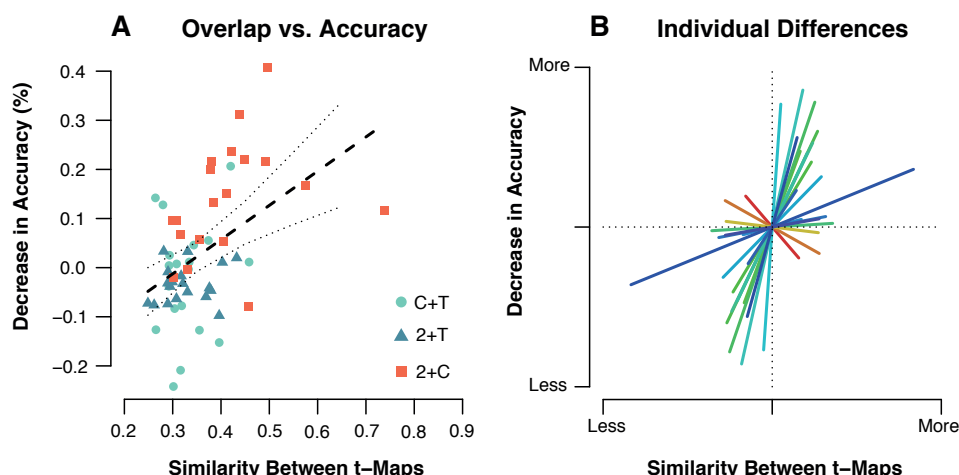 A Overlap vs. Accuracy
Decrease in Accuracy (%)
0.4
0.3
0.2
0.1
0.0
−0.1
−0.2
C+T
2+T
2+C
0.2 0.3 0.4 0.5 0.6 0.7 0.8 0.9
Similarity Between t−Maps
B Individual Differences
Decrease in Accuracy
More
Less
Less More
Similarity Between t−Maps